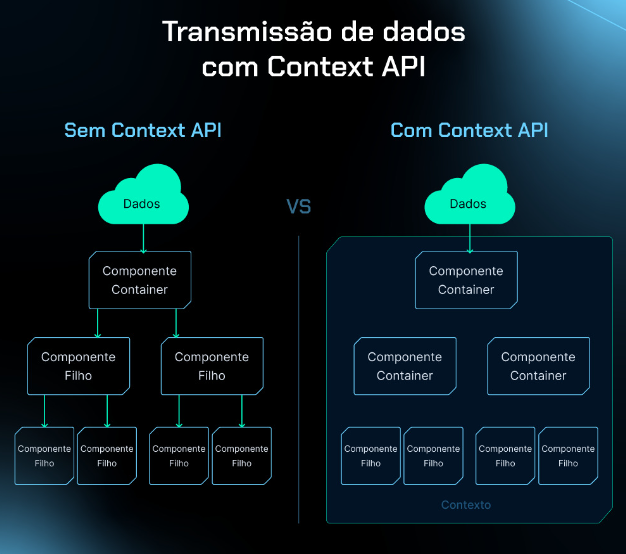 Transmissão de dados
com Context API
Sem Context API
Dados
Componente
Container
Componente
Filho
Componente
Filho
Componente
Filho
Componente
Filho
Componente
Filho
Componente
Filho
VS
Com Context API
Dados
Componente
Container
Componente
Container
Componente
Container
Componente
Filho
Componente
Filho
Componente
Filho
Componente
Filho
Contexto